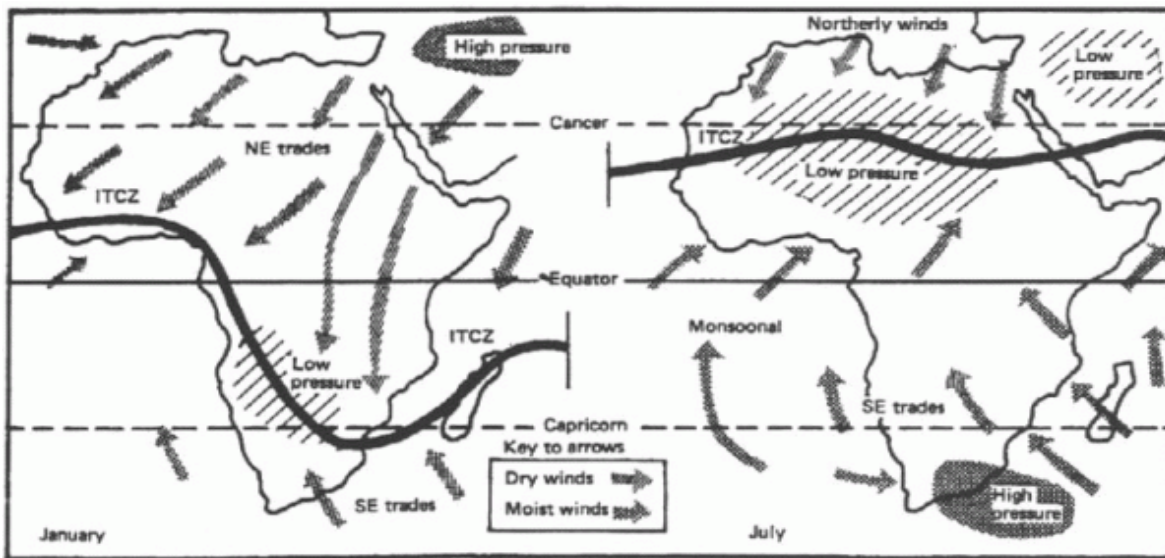 High pressure
Northerly winds
Low
pressure
Cancer
NE trades
ITCZ
ITCZ
Low pressure
Equator
Monsoonal
ITCZ
Low
pressure
SE trades
Capricorn
Key to arrows
Dry winds
Moist winds
SE trades
High
pressure
January
July